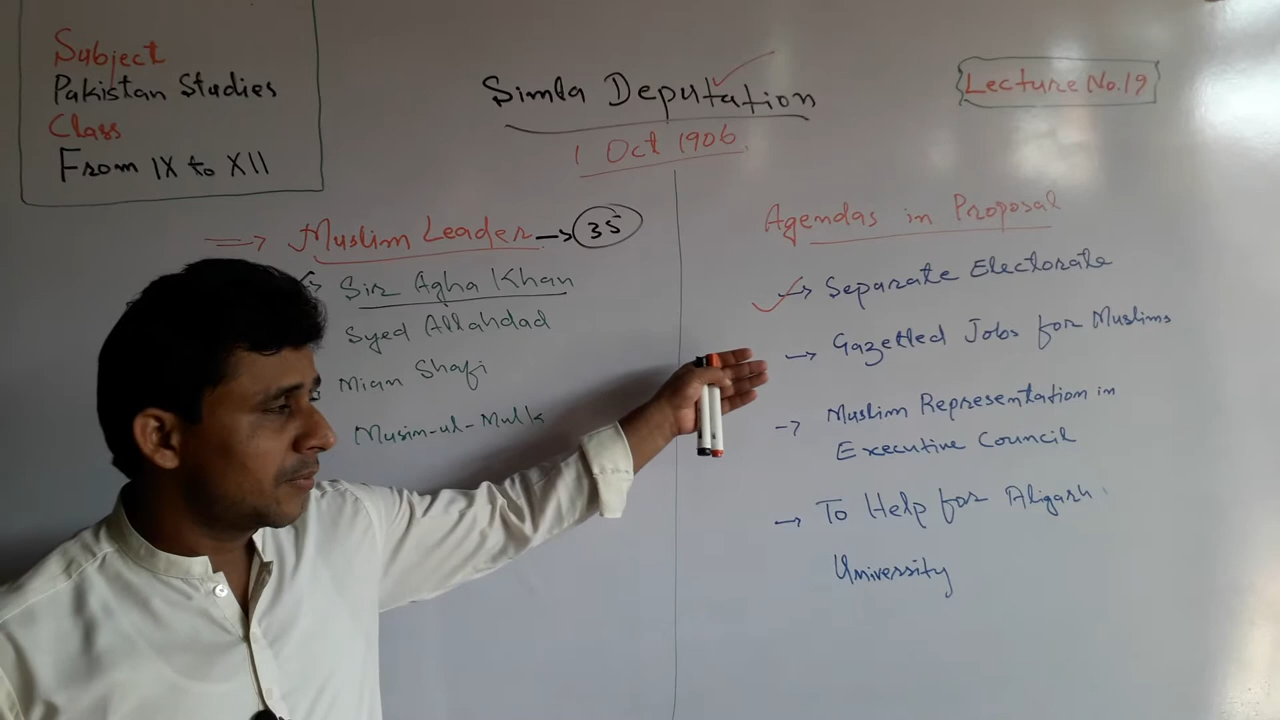 Subject
Pakistan Studies
Class
From IX to XII
Simla Deputation
1 Oct 1906
Lecture No.19
Muslim Leader → 35
Sir Agha Khan
Syed Allahdad
Mian Shafi
Musim-ul-Mulk
Agendas in Proposal
→ Separate Electorate
→ Gazetled Jobs for Muslims
→ Muslim Representation in
Executive Council
→ To Help for Aligarh
University